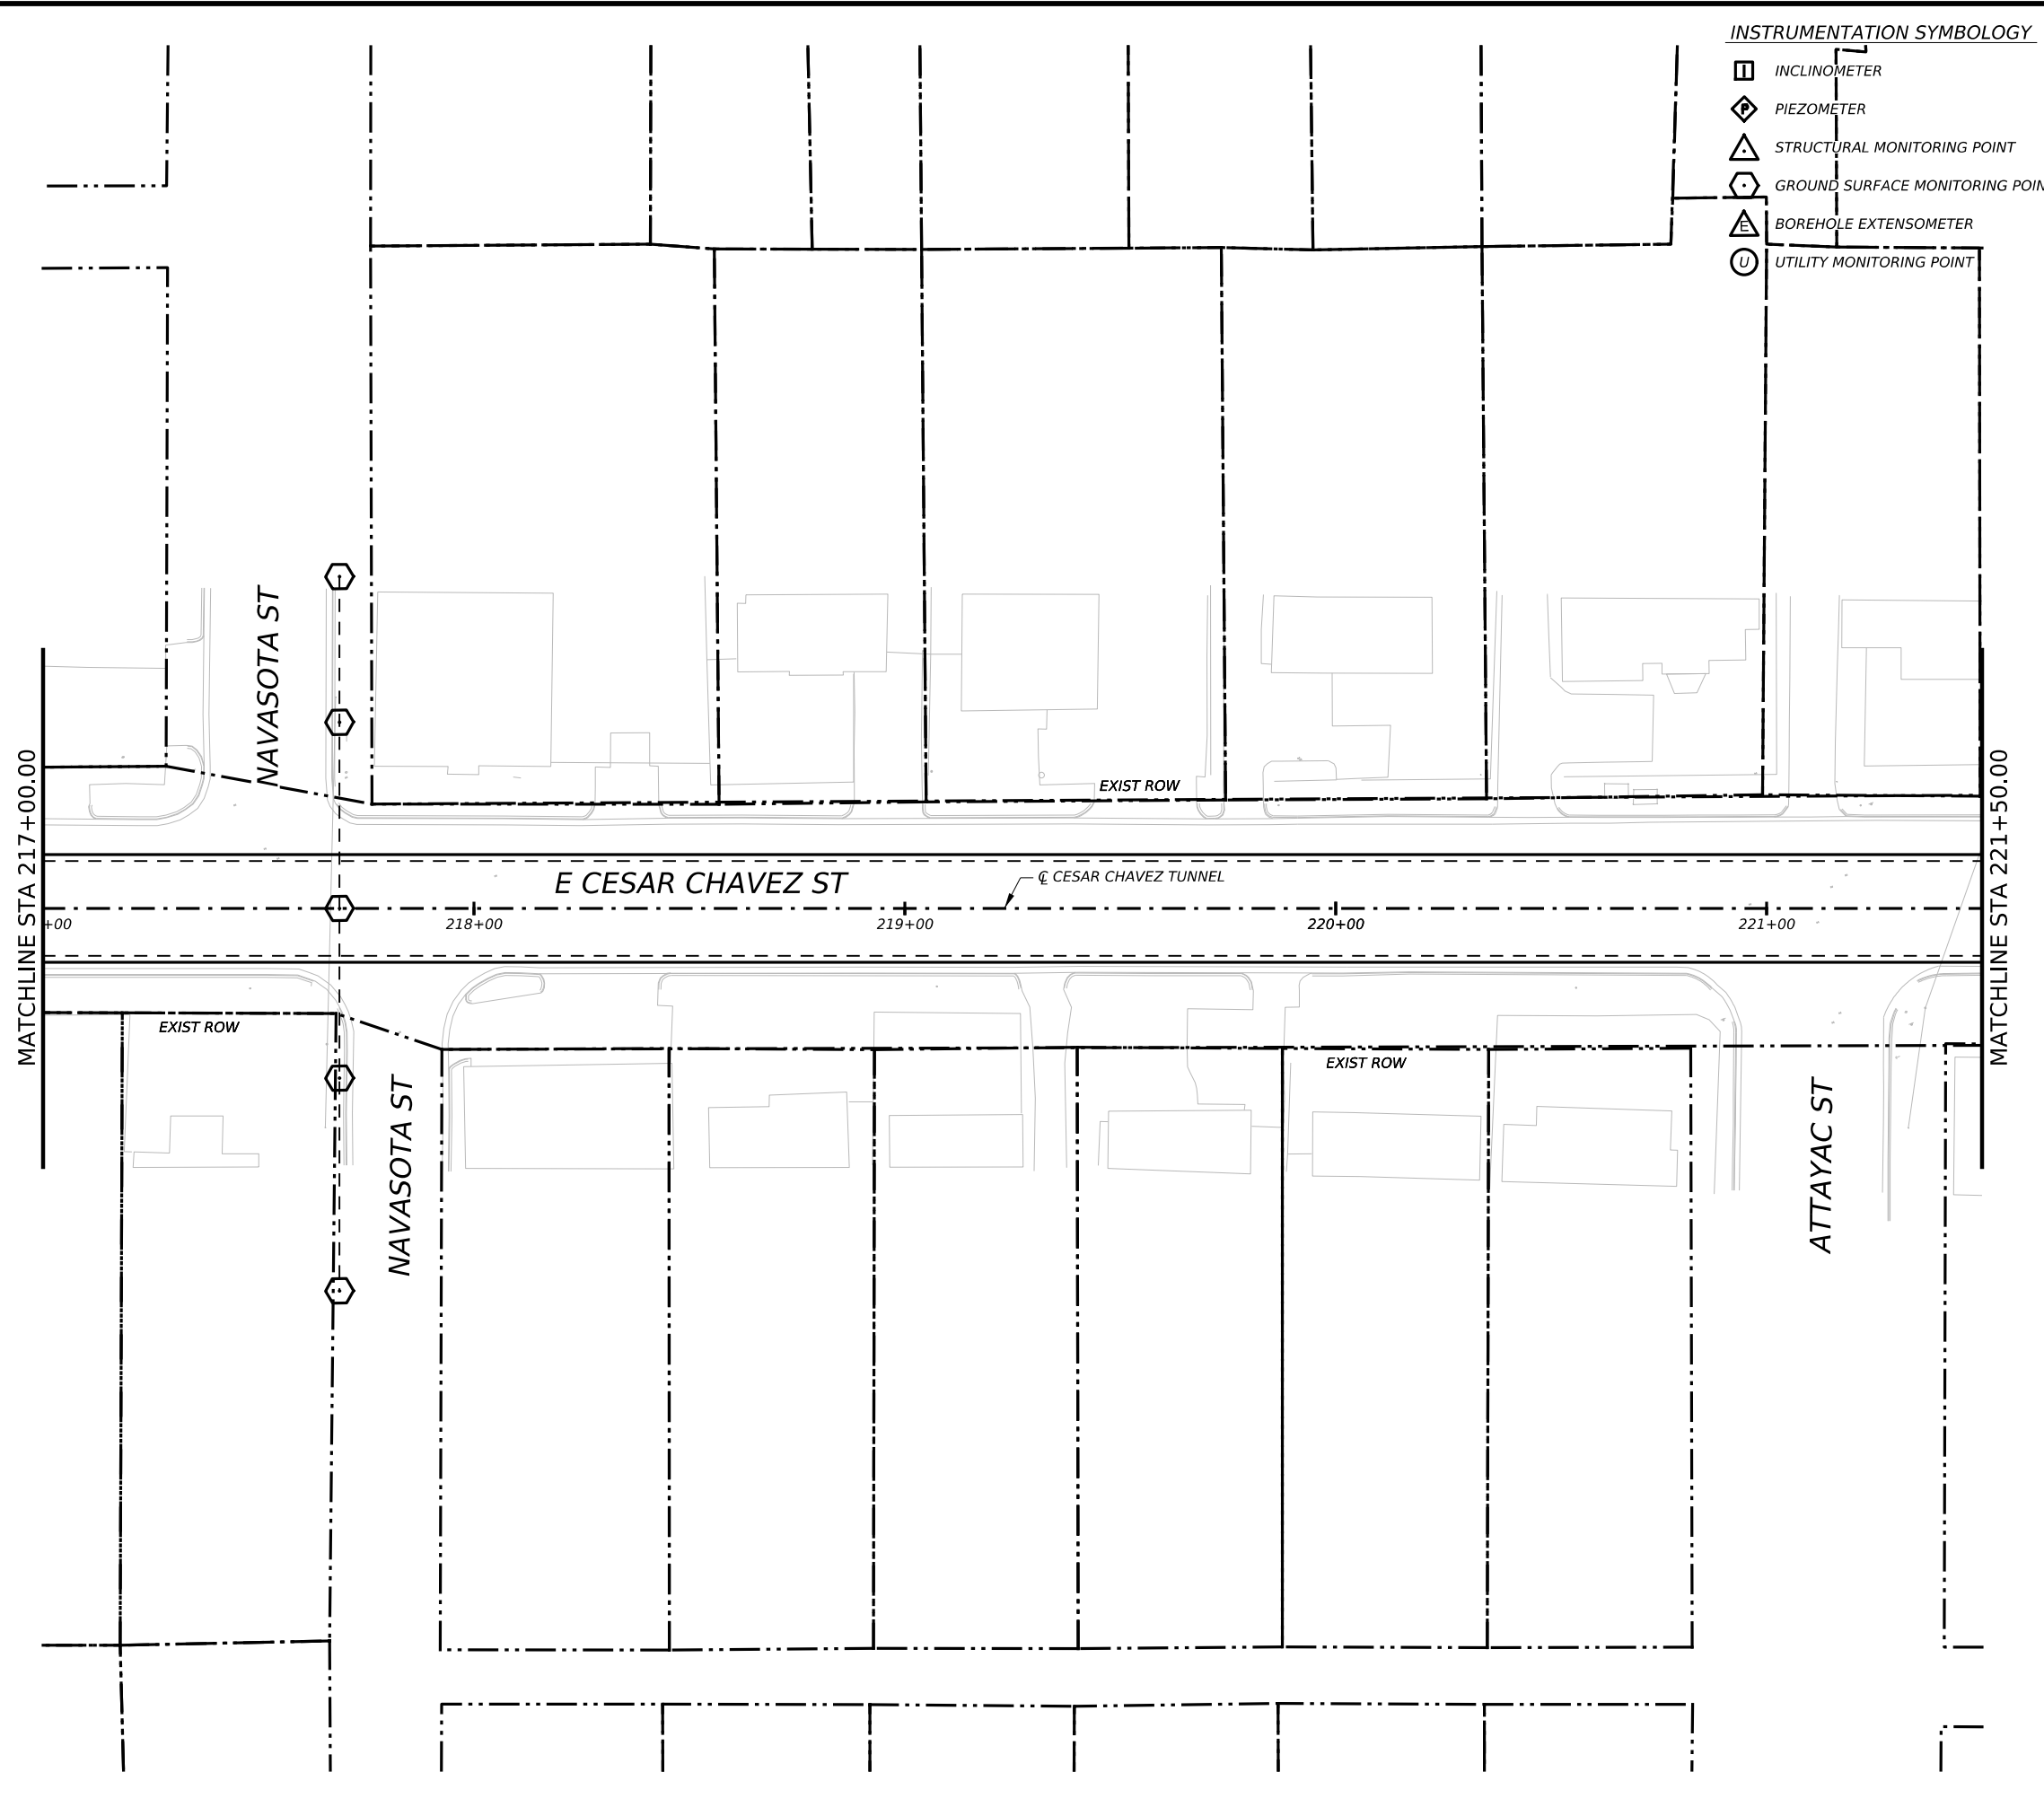 INSTRUMENTATION SYMBOLOGY
I INCLINOMETER
P PIEZOMETER
STRUCTURAL MONITORING POINT
GROUND SURFACE MONITORING POIN
E BOREHOLE EXTENSOMETER
U UTILITY MONITORING POINT
NAVASOTA ST
EXIST ROW
MATCHLINE STA 217+00.00
MATCHLINE STA 221+50.00
E CESAR CHAVEZ ST
℄ CESAR CHAVEZ TUNNEL
+00
218+00
219+00
220+00
221+00
EXIST ROW
EXIST ROW
NAVASOTA ST
ATTAYAC ST